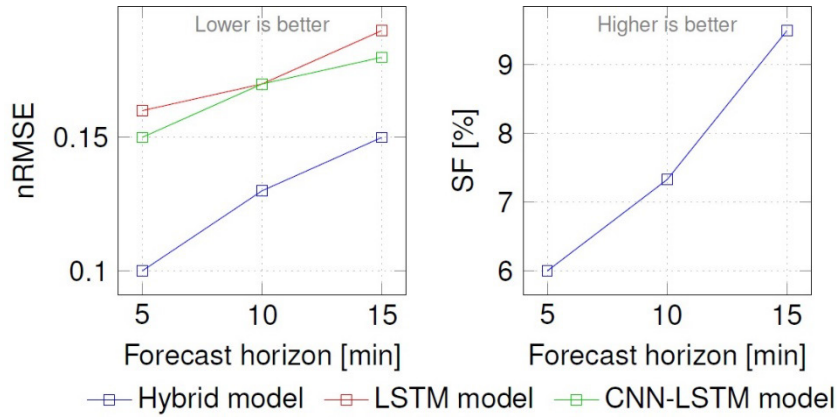 Lower is better
nRMSE
0.15
0.1
5 10 15
Forecast horizon [min]
Higher is better
SF [%]
9
8
7
6
5 10 15
Forecast horizon [min]
Hybrid model LSTM model CNN-LSTM model